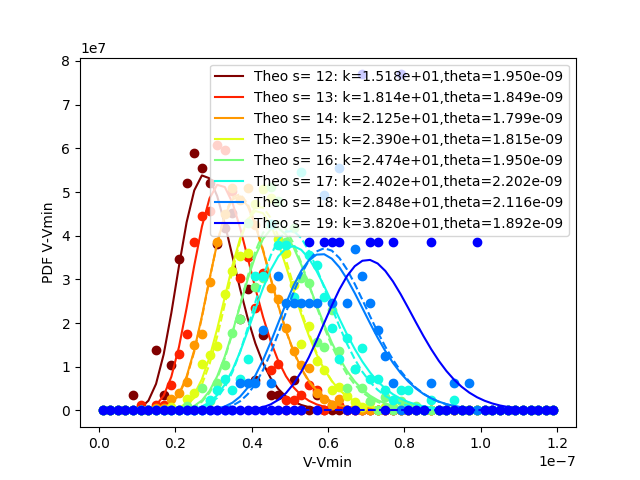 1e7
8
7
6
5
4
3
2
1
0
PDF V-Vmin
Theo s= 12: k=1.518e+01,theta=1.950e-09
Theo s= 13: k=1.814e+01,theta=1.849e-09
Theo s= 14: k=2.125e+01,theta=1.799e-09
Theo s= 15: k=2.390e+01,theta=1.815e-09
Theo s= 16: k=2.474e+01,theta=1.950e-09
Theo s= 17: k=2.402e+01,theta=2.202e-09
Theo s= 18: k=2.848e+01,theta=2.116e-09
Theo s= 19: k=3.820e+01,theta=1.892e-09
0.0 0.2 0.4 0.6 0.8 1.0 1.2
V-Vmin
1e−7